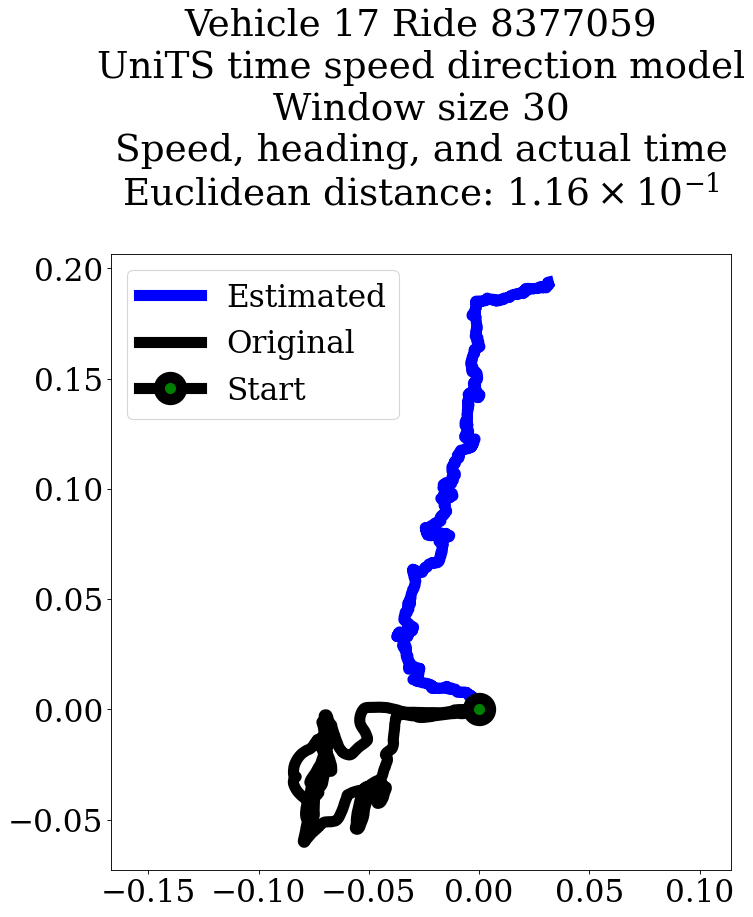 Vehicle 17 Ride 8377059
UniTS time speed direction model
Window size 30
Speed, heading, and actual time
Euclidean distance: 1.16 × 10⁻¹
Estimated
Original
Start
0.20
0.15
0.10
0.05
0.00
−0.05
−0.15 −0.10 −0.05 0.00 0.05 0.10